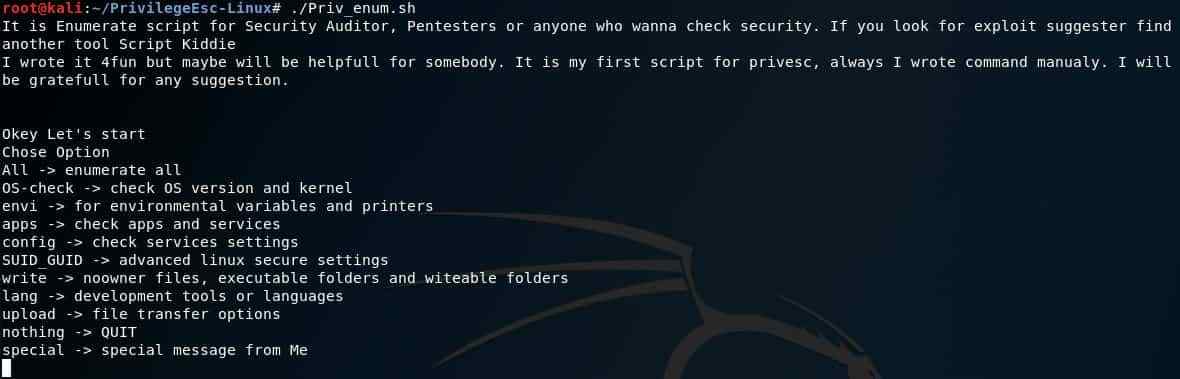 root@kali:~/PrivilegeEsc-Linux# ./Priv_enum.sh
It is Enumerate script for Security Auditor, Pentesters or anyone who wanna check security. If you look for exploit suggester find
another tool Script Kiddie
I wrote it 4fun but maybe will be helpfull for somebody. It is my first script for privesc, always I wrote command manualy. I will
be gratefull for any suggestion.
Okey Let's start
Chose Option
All -> enumerate all
OS-check -> check OS version and kernel
envi -> for environmental variables and printers
apps -> check apps and services
config -> check services settings
SUID_GUID -> advanced linux secure settings
write -> noowner files, executable folders and witeable folders
lang -> development tools or languages
upload -> file transfer options
nothing -> QUIT
special -> special message from Me